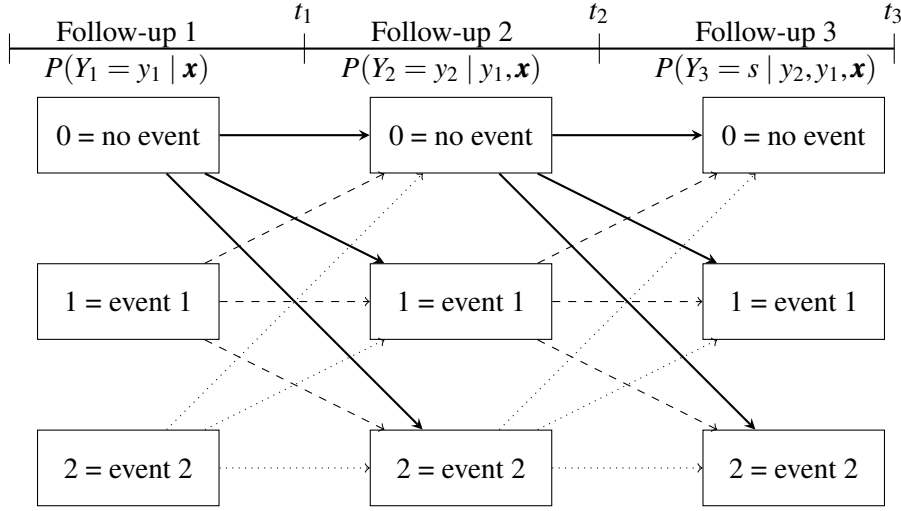 t₁ t₂ t₃
Follow-up 1 Follow-up 2 Follow-up 3
P(Y₁ = y₁ | x) P(Y₂ = y₂ | y₁, x) P(Y₃ = s | y₂, y₁, x)
0 = no event 0 = no event 0 = no event
1 = event 1 1 = event 1 1 = event 1
2 = event 2 2 = event 2 2 = event 2